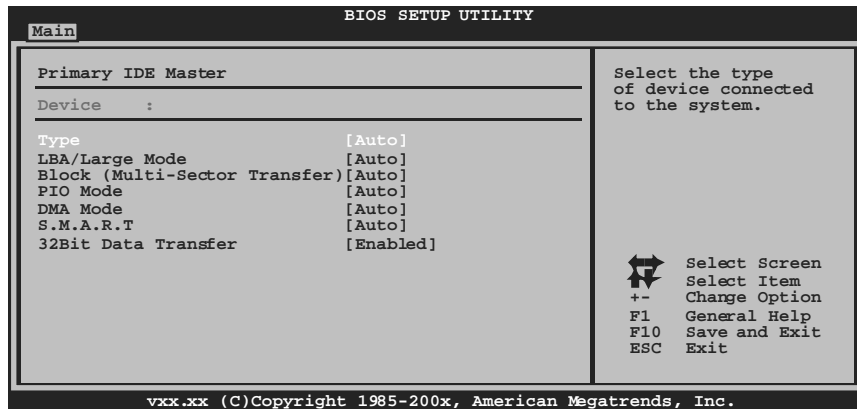 BIOS SETUP UTILITY
Main
Primary IDE Master
Device :
Type [Auto]
LBA/Large Mode [Auto]
Block (Multi-Sector Transfer)[Auto]
PIO Mode [Auto]
DMA Mode [Auto]
S.M.A.R.T [Auto]
32Bit Data Transfer [Enabled]
Select the type
of device connected
to the system.
Select Screen
Select Item
+- Change Option
F1 General Help
F10 Save and Exit
ESC Exit
vxx.xx (C)Copyright 1985-200x, American Megatrends, Inc.